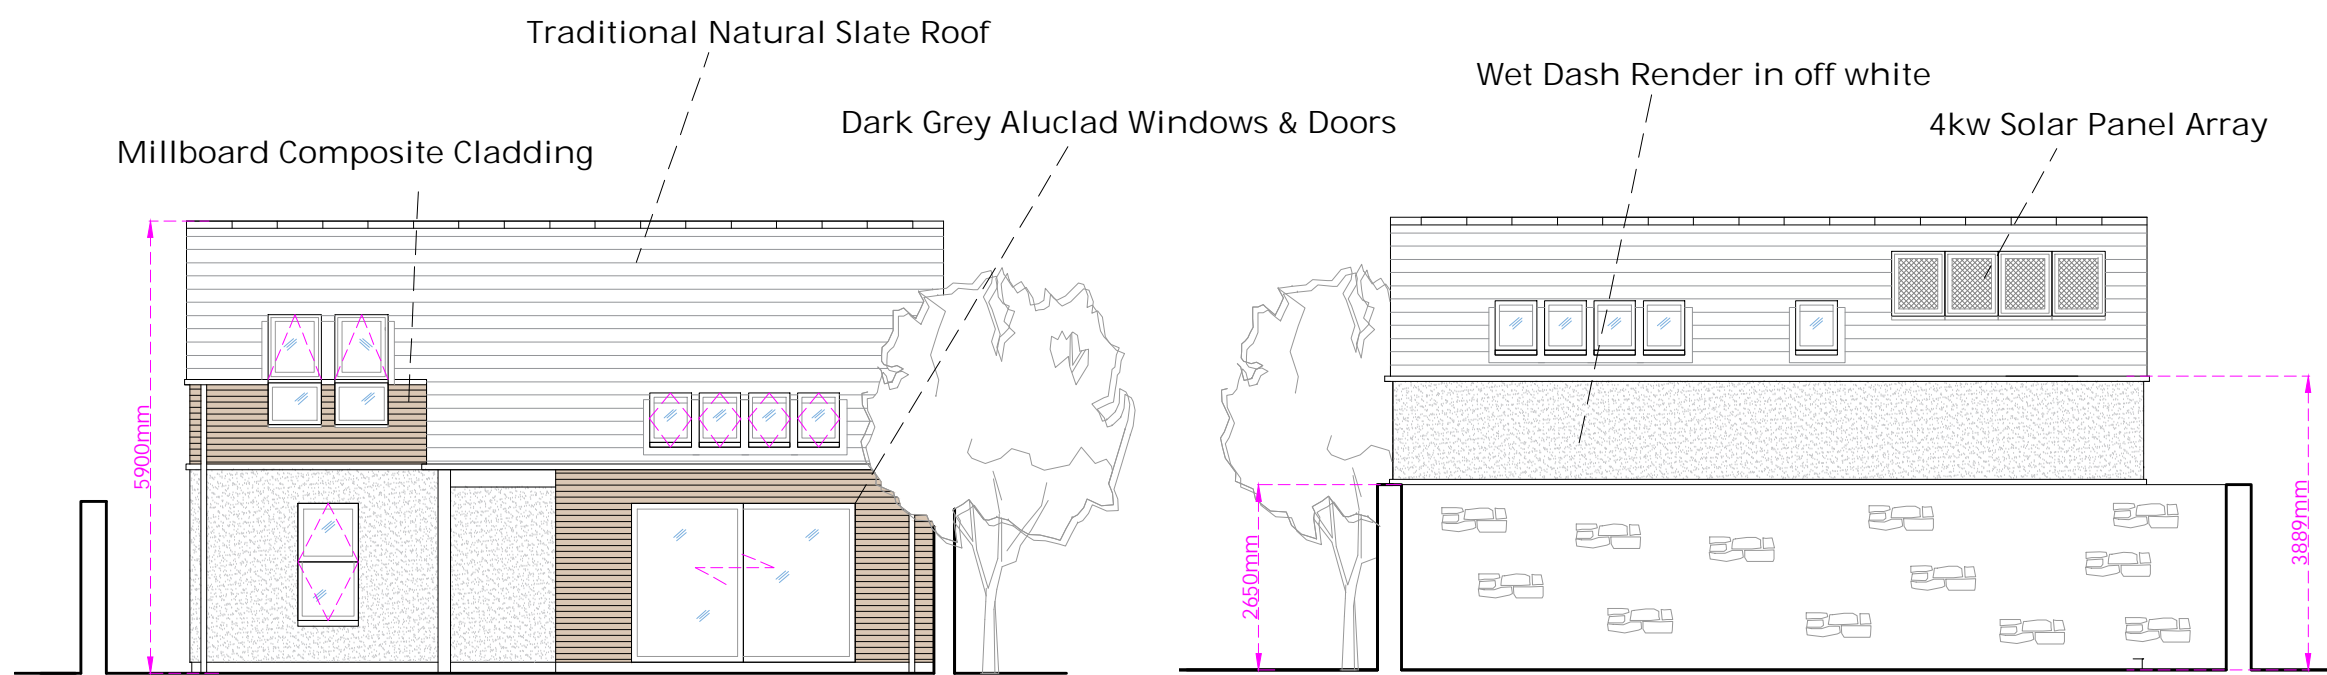 Traditional Natural Slate Roof
Wet Dash Render in off white
Dark Grey Aluclad Windows & Doors
4kw Solar Panel Array
Millboard Composite Cladding
5900mm
2650mm
3889mm